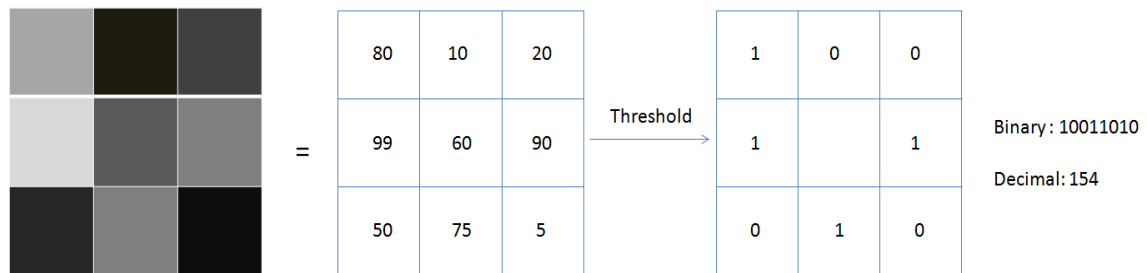 80 10 20 1 0 0
Threshold
Binary : 10011010
= 99 60 90 1 1
Decimal: 154
50 75 5 0 1 0